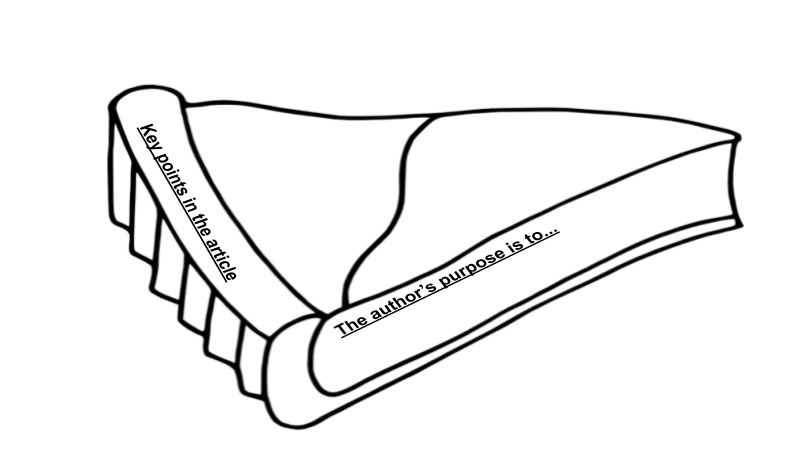 Key points in the article
The author's purpose is to...